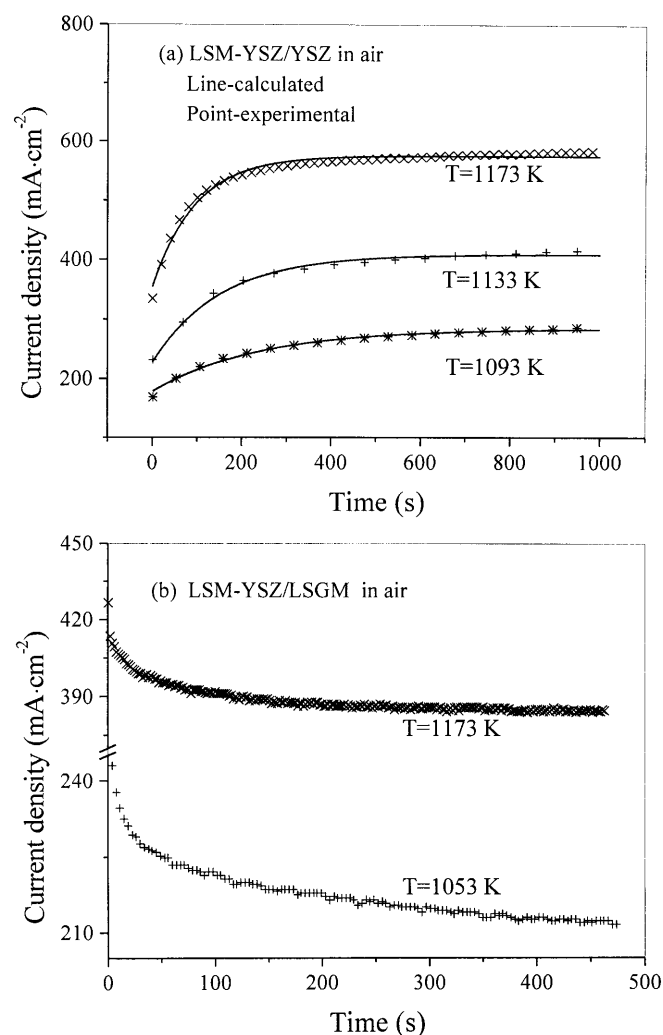 800
(a) LSM-YSZ/YSZ in air
Line-calculated
Point-experimental
600
T=1173 K
400
T=1133 K
200
T=1093 K
Current density (mA·cm-2)
0 200 400 600 800 1000
Time (s)
450
(b) LSM-YSZ/LSGM in air
420
390
T=1173 K
240
T=1053 K
210
Current density (mA·cm-2)
0 100 200 300 400 500
Time (s)